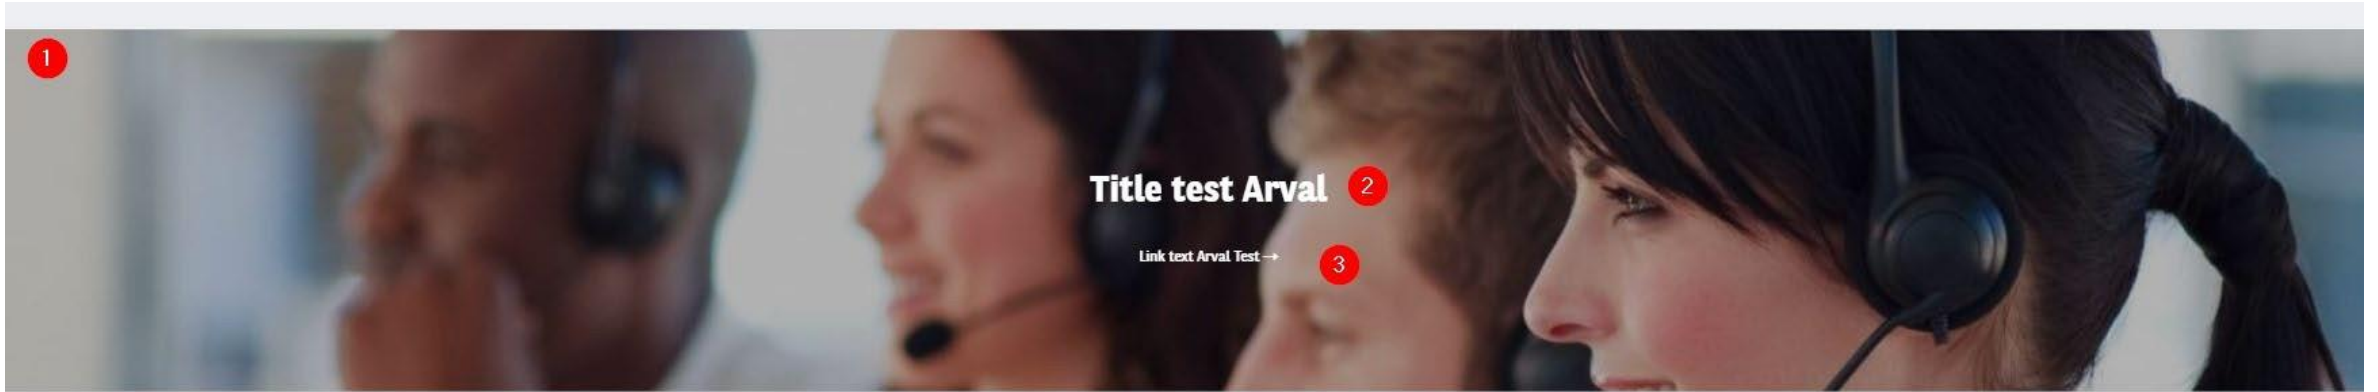 1
Title test Arval 2
Link text Arval Test → 3